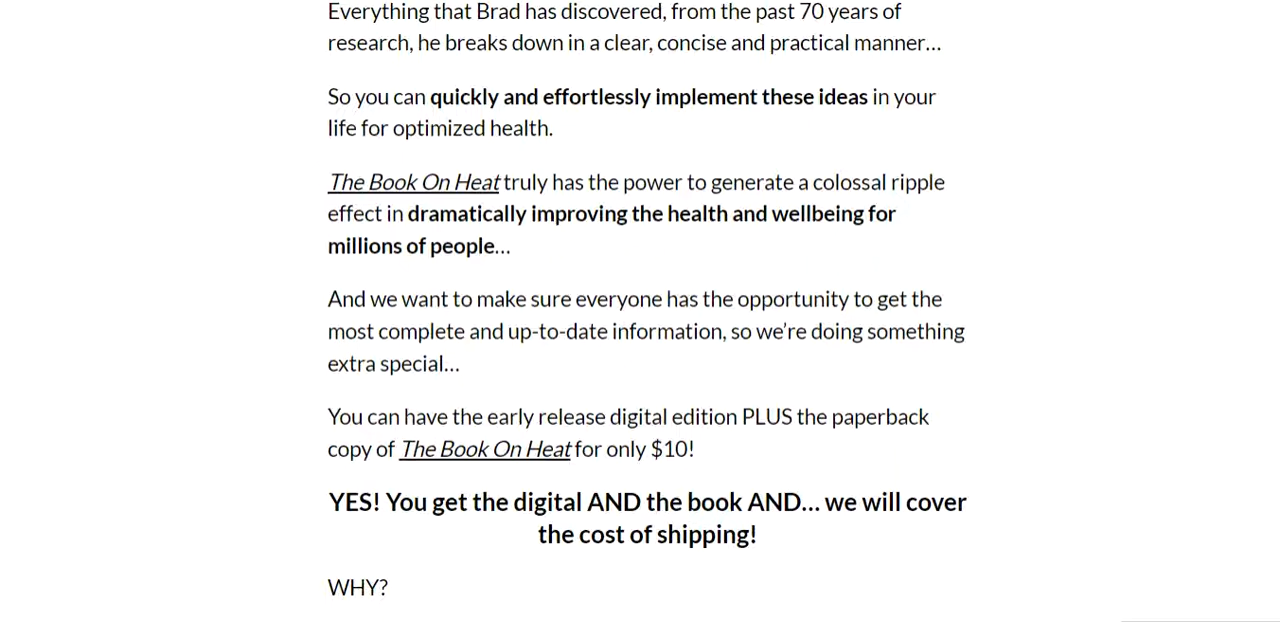 Everything that Brad has discovered, from the past 70 years of
research, he breaks down in a clear, concise and practical manner…
So you can quickly and effortlessly implement these ideas in your
life for optimized health.
The Book On Heat truly has the power to generate a colossal ripple
effect in dramatically improving the health and wellbeing for
millions of people…
And we want to make sure everyone has the opportunity to get the
most complete and up-to-date information, so we’re doing something
extra special…
You can have the early release digital edition PLUS the paperback
copy of The Book On Heat for only $10!
YES! You get the digital AND the book AND… we will cover
the cost of shipping!
WHY?